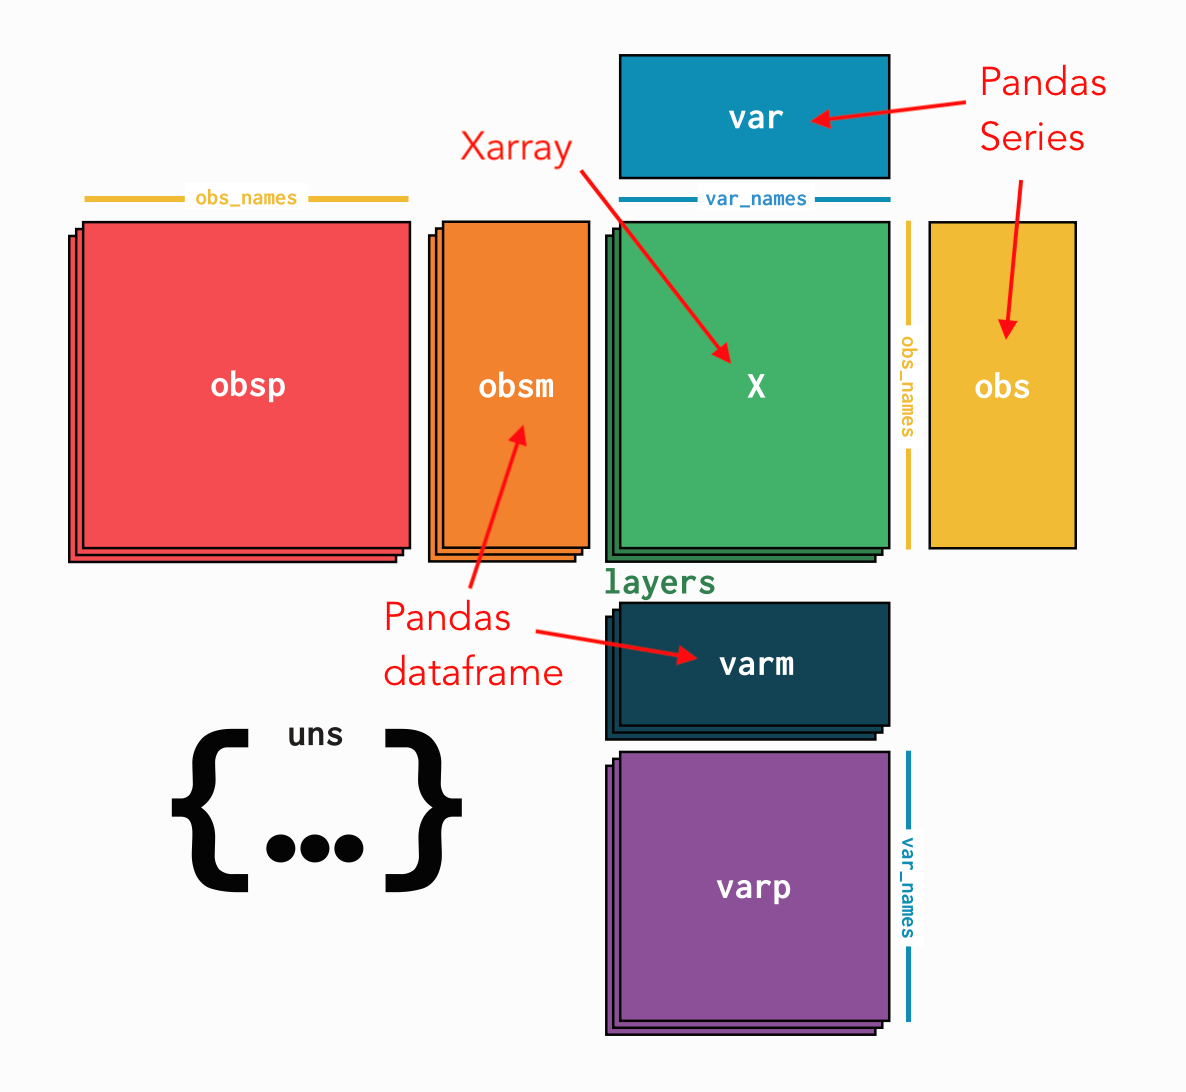 var
Pandas
Series
Xarray
obs_names
var_names
obsp
obsm
X
obs_names
obs
layers
Pandas
dataframe
varm
uns
{...}
varp
var_names